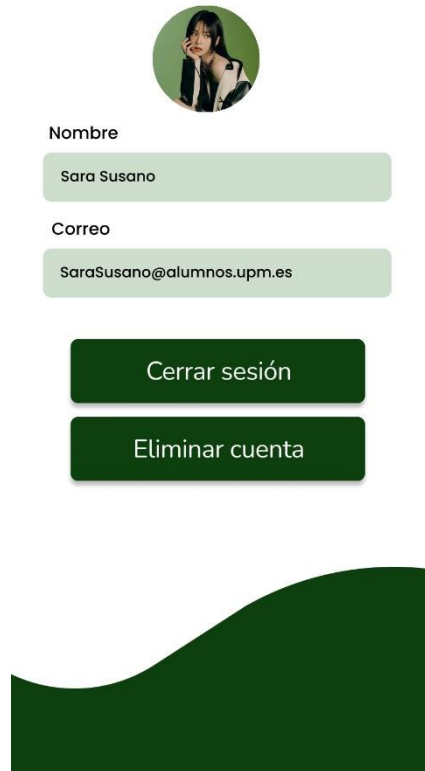 Nombre
Sara Susano
Correo
SaraSusano@alumnos.upm.es
Cerrar sesión
Eliminar cuenta